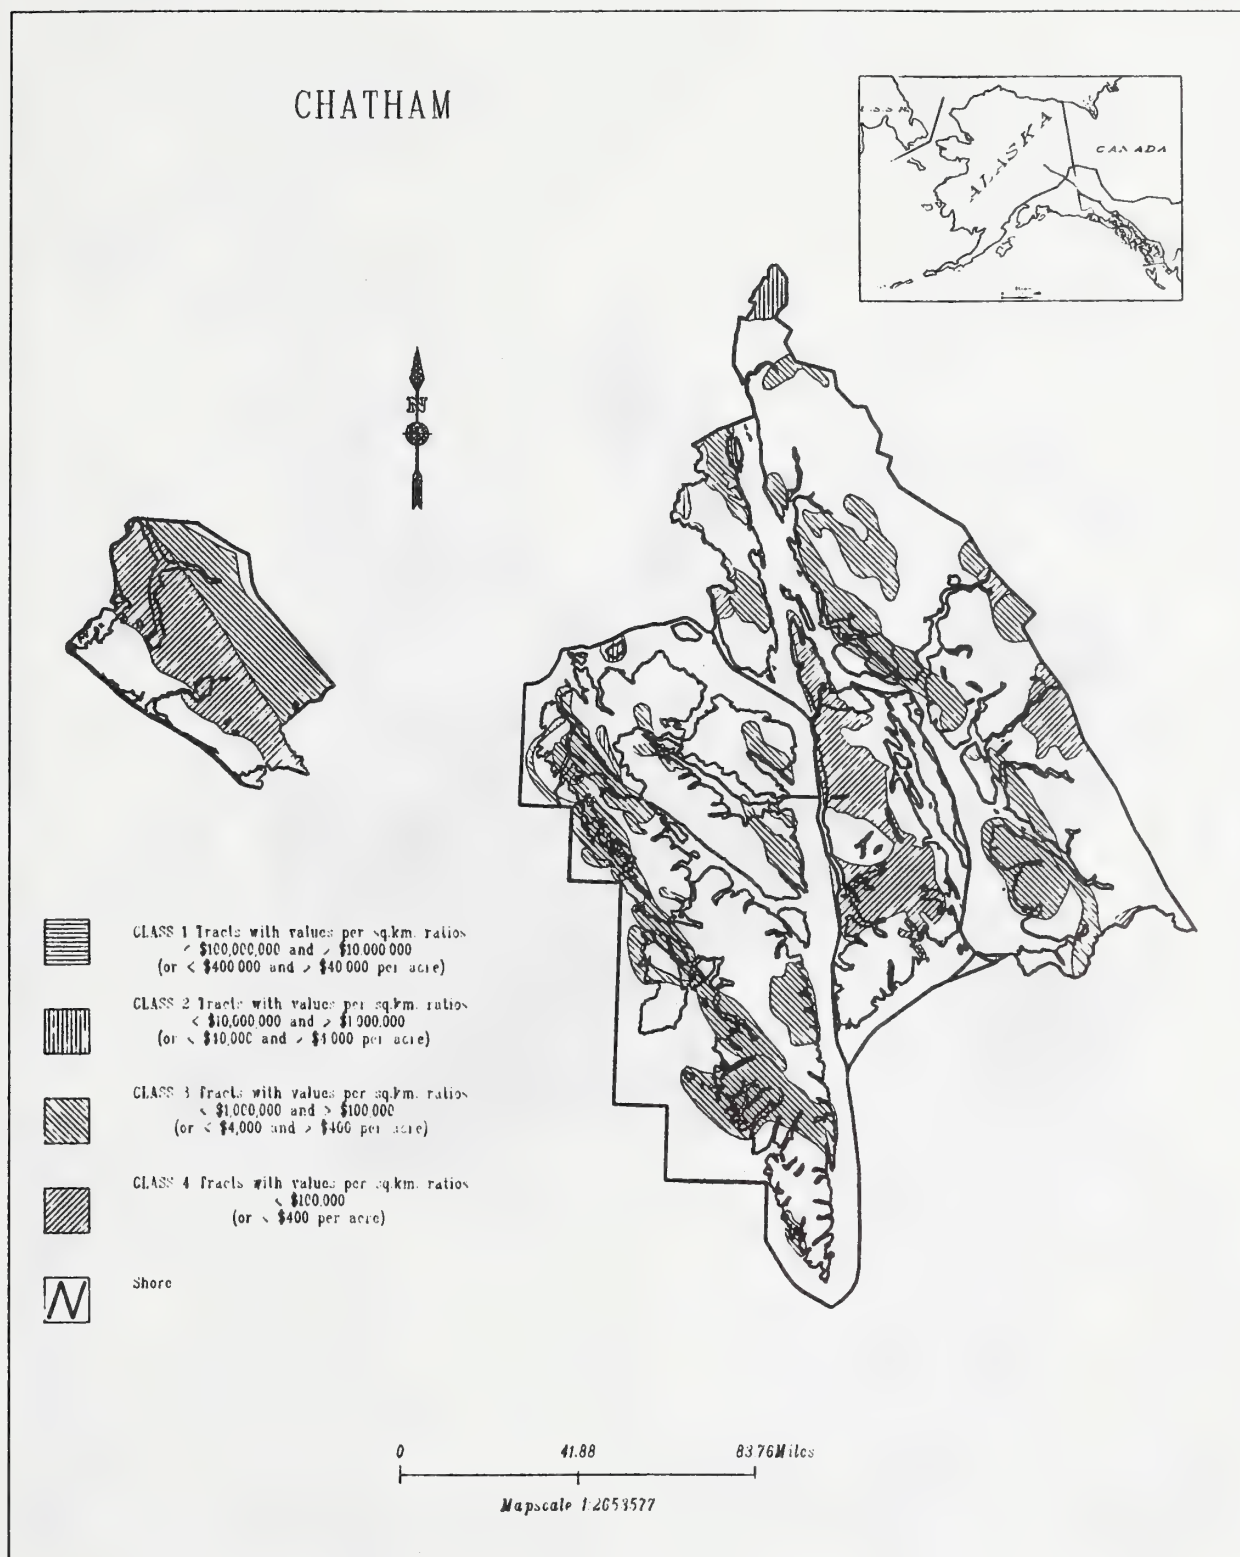 CHATHAM
ALASKA
CANADA
N
CLASS 1 Tracts with values per sq.km. ratios
< $100,000,000 and > $10,000,000
(or < $400,000 and > $40,000 per acre)
CLASS 2 Tracts with values per sq.km. ratios
< $10,000,000 and > $1,000,000
(or < $40,000 and > $4,000 per acre)
CLASS 3 Tracts with values per sq.km. ratios
< $1,000,000 and > $100,000
(or < $4,000 and > $400 per acre)
CLASS 4 Tracts with values per sq.km. ratios
< $100,000
(or < $400 per acre)
Shore
0 41.88 83.76 Miles
Mapscale